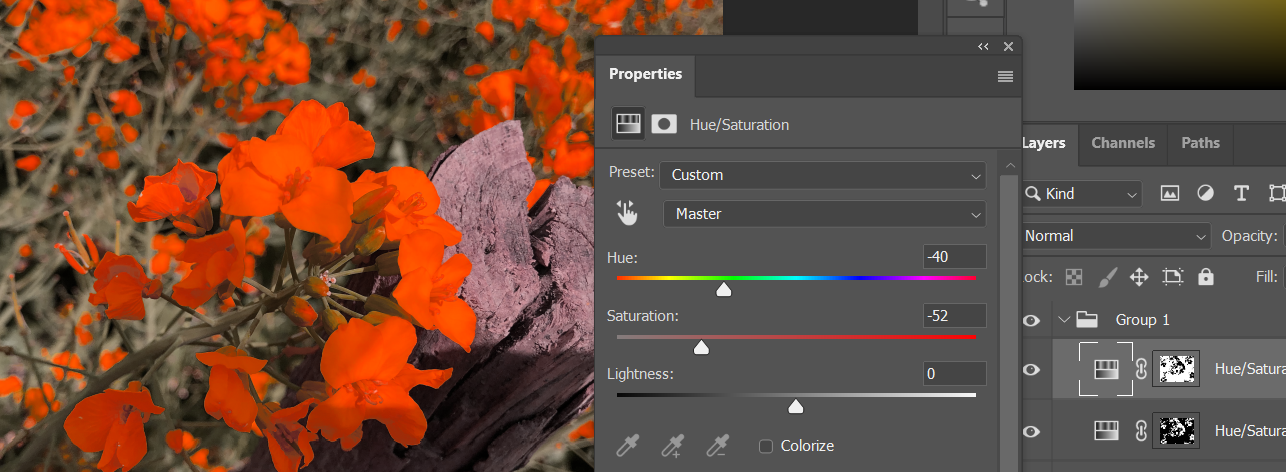 Properties
Hue/Saturation
Preset: Custom
Master
Hue: -40
Saturation: -52
Lightness: 0
Colorize
Layers Channels Paths
Kind
Normal Opacity:
Lock: Fill:
Group 1
Hue/Satura
Hue/Satura